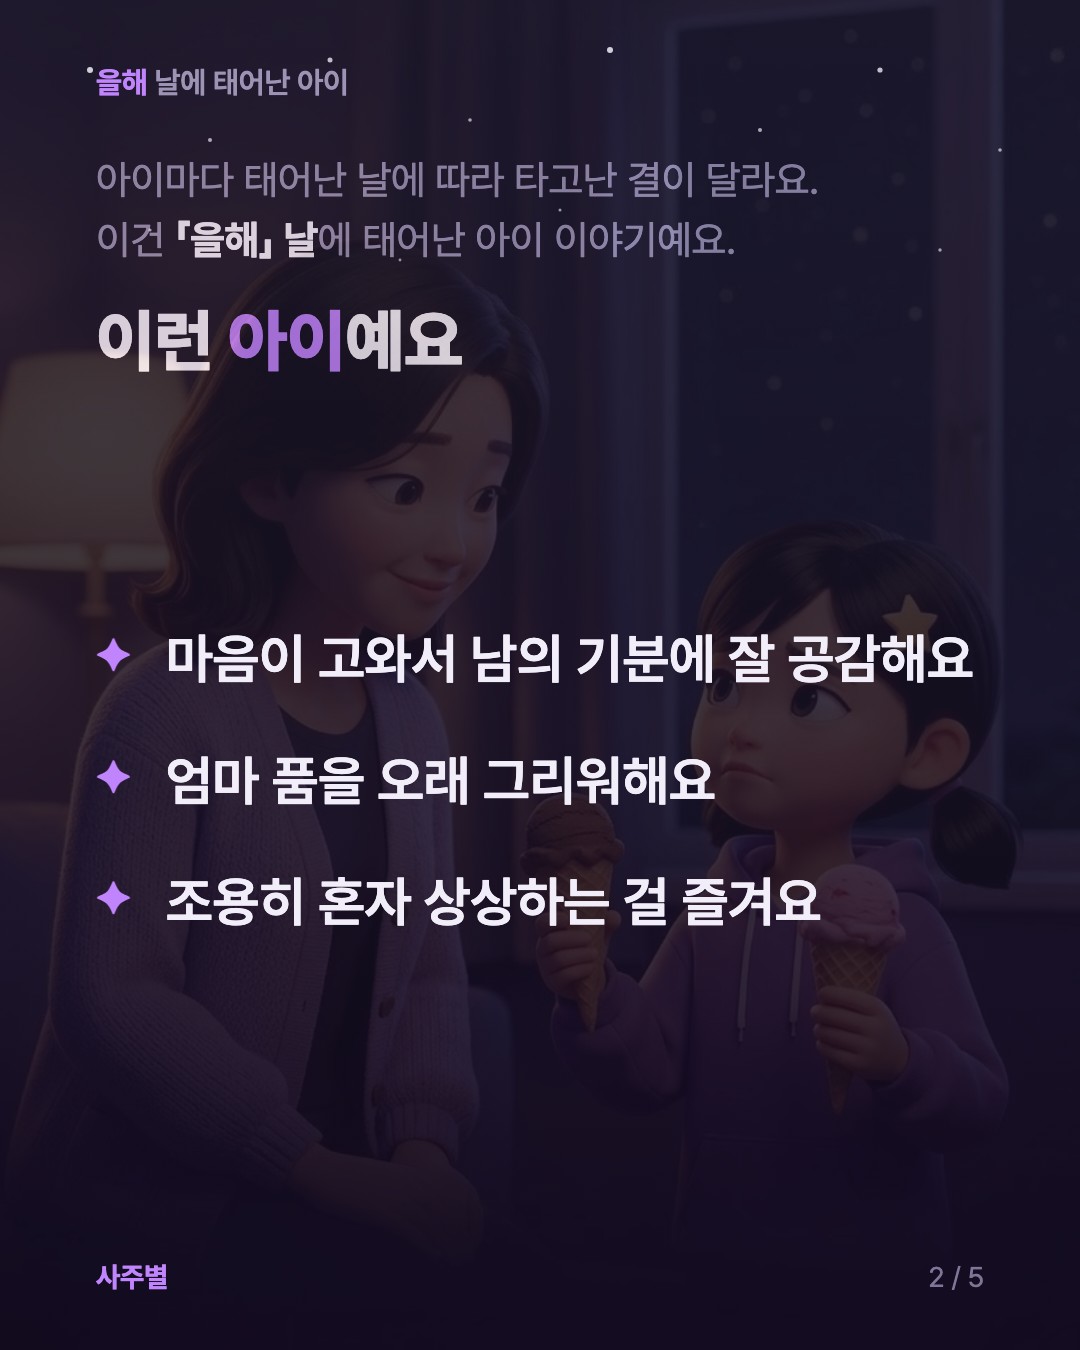 을해 날에 태어난 아이
아이마다 태어난 날에 따라 타고난 결이 달라요.
이건 「을해」 날에 태어난 아이 이야기예요.
이런 아이예요
마음이 고와서 남의 기분에 잘 공감해요
엄마 품을 오래 그리워해요
조용히 혼자 상상하는 걸 즐겨요
사주별
2 / 5